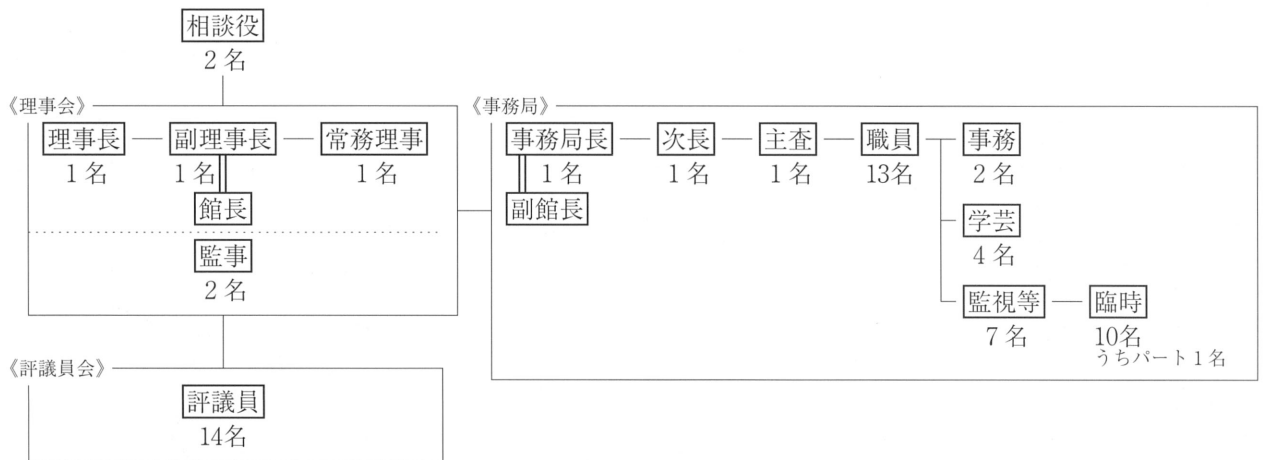 相談役
2名
《理事会》
理事長 副理事長 常務理事
1名 1名 1名
館長
監事
2名
《事務局》
事務局長 次長 主査 職員 事務
1名 1名 1名 13名 2名
副館長
学芸
4名
監視等 臨時
7名 10名
うちパート1名
《評議員会》
評議員
14名